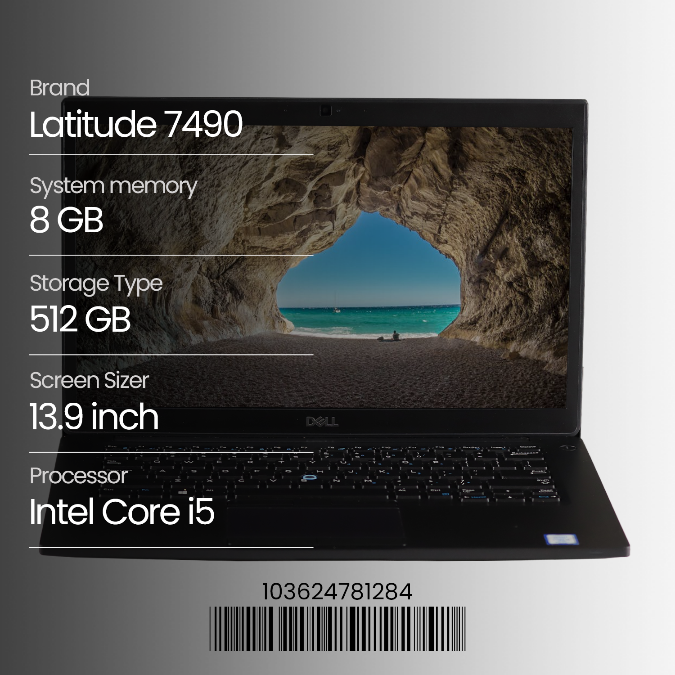 Brand
Latitude 7490
System memory
8 GB
Storage Type
512 GB
Screen Sizer
13.9 inch
DELL
Processor
Intel Core i5
103624781284